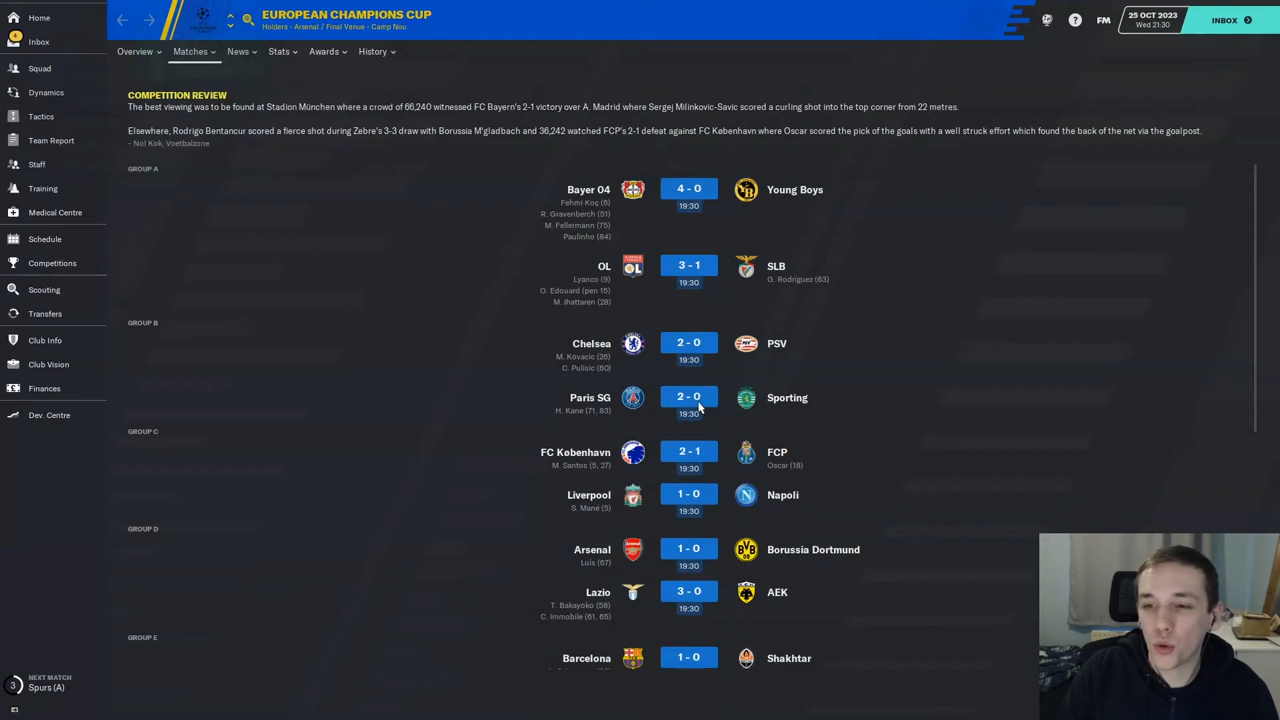 Home
4
Inbox
Squad
Dynamics
Tactics
Team Report
Staff
Training
Medical Centre
Schedule
Competitions
Scouting
Transfers
Club Info
Club Vision
Finances
Dev. Centre
3
NEXT MATCH
Spurs (A)
EUROPEAN CHAMPIONS CUP
Holders - Arsenal / Final Venue - Camp Nou
?
FM
25 OCT 2023
Wed 21:30
INBOX
Overview
Matches
News
Stats
Awards
History
COMPETITION REVIEW
The best viewing was to be found at Stadion München where a crowd of 66,240 witnessed FC Bayern's 2-1 victory over A. Madrid where Sergej Milinkovic-Savic scored a curling shot into the top corner from 22 metres.
Elsewhere, Rodrigo Bentancur scored a fierce shot during Zebre's 3-3 draw with Borussia M'gladbach and 36,242 watched FCP's 2-1 defeat against FC København where Oscar scored the pick of the goals with a well struck effort which found the back of the net via the goalpost.
- Nol Kok, Voetbalzone
GROUP A
Bayer 04 4 - 0 Young Boys
Fehmi Koç (6) 19:30
R. Gravenberch (51)
M. Fellermann (75)
Paulinho (84)
OL 3 - 1 SLB
Lyanco (9) 19:30 G. Rodríguez (63)
O. Edouard (pen 15)
M. Ihattaren (28)
GROUP B
Chelsea 2 - 0 PSV
M. Kovacic (26) 19:30
C. Pulisic (60)
Paris SG 2 - 0 Sporting
H. Kane (71, 83) 19:30
GROUP C
FC København 2 - 1 FCP
M. Santos (5, 27) 19:30 Oscar (18)
Liverpool 1 - 0 Napoli
S. Mané (5) 19:30
GROUP D
Arsenal 1 - 0 Borussia Dortmund
Luis (67) 19:30
Lazio 3 - 0 AEK
T. Bakayoko (58) 19:30
C. Immobile (61, 65)
GROUP E
Barcelona 1 - 0 Shakhtar